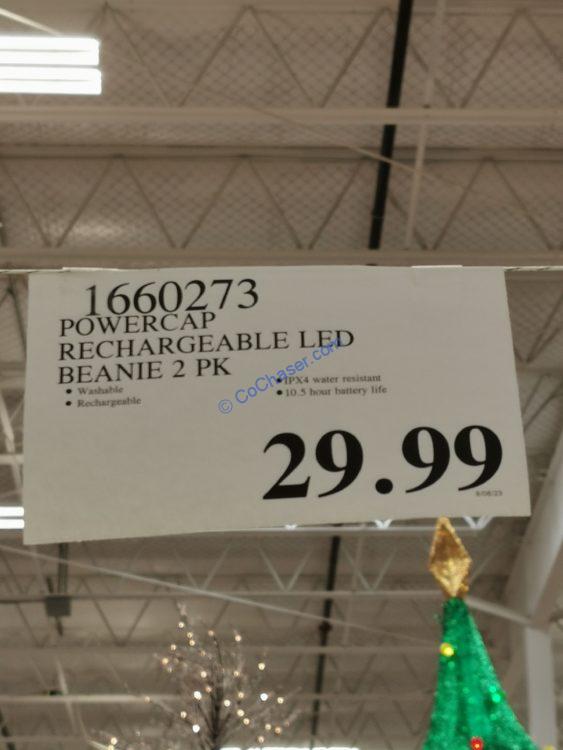 1660273
POWERCAP
RECHARGEABLE LED
BEANIE 2 PK
• Washable
• Rechargeable
• IPX4 water resistant
• 10.5 hour battery life
© CoChaser.com
29.99